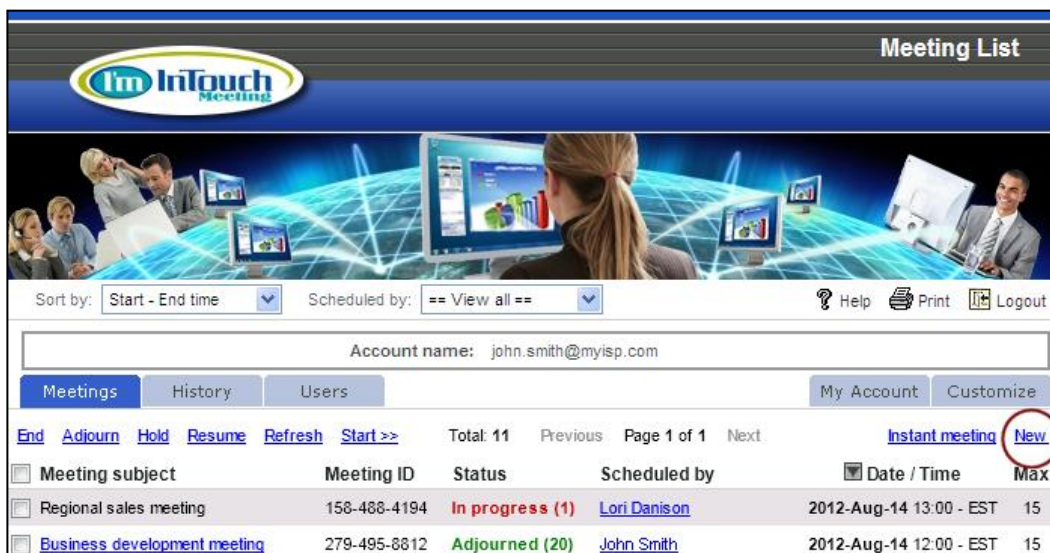 Meeting List
I'm InTouch
Meeting
Sort by: Start - End time Scheduled by: == View all == Help Print Logout
Account name: john.smith@myisp.com
Meetings History Users My Account Customize
End Adjourn Hold Resume Refresh Start >> Total: 11 Previous Page 1 of 1 Next Instant meeting New
Meeting subject Meeting ID Status Scheduled by Date / Time Max
Regional sales meeting 158-488-4194 In progress (1) Lori Danison 2012-Aug-14 13:00 - EST 15
Business development meeting 279-495-8812 Adjourned (20) John Smith 2012-Aug-14 12:00 - EST 15